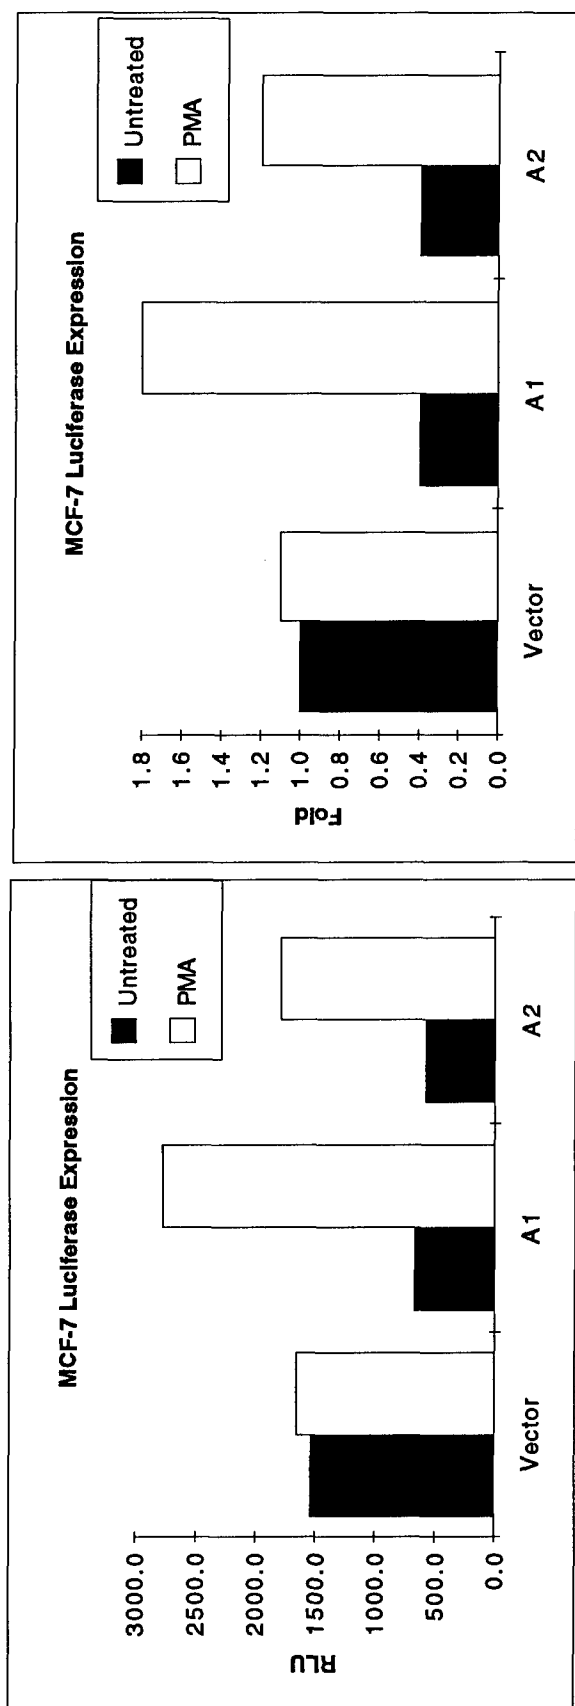 MCF-7 Luciferase Expression
Untreated
PMA
RLU
3000.0
2500.0
2000.0
1500.0
1000.0
500.0
0.0
Vector
A1
A2
MCF-7 Luciferase Expression
Untreated
PMA
Fold
1.8
1.6
1.4
1.2
1.0
0.8
0.6
0.4
0.2
0.0
Vector
A1
A2